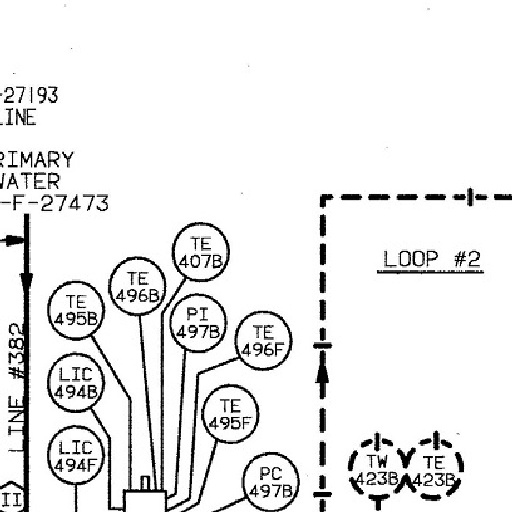 -27193
LINE
RIMARY
WATER
-F-27473
LOOP #2
TE
407B
TE
496B
TE
495B
PI
497B
TE
496F
LINE #382
LIC
494B
TE
495F
LIC
494F
TW
423B
TE
423B
PC
497B
II